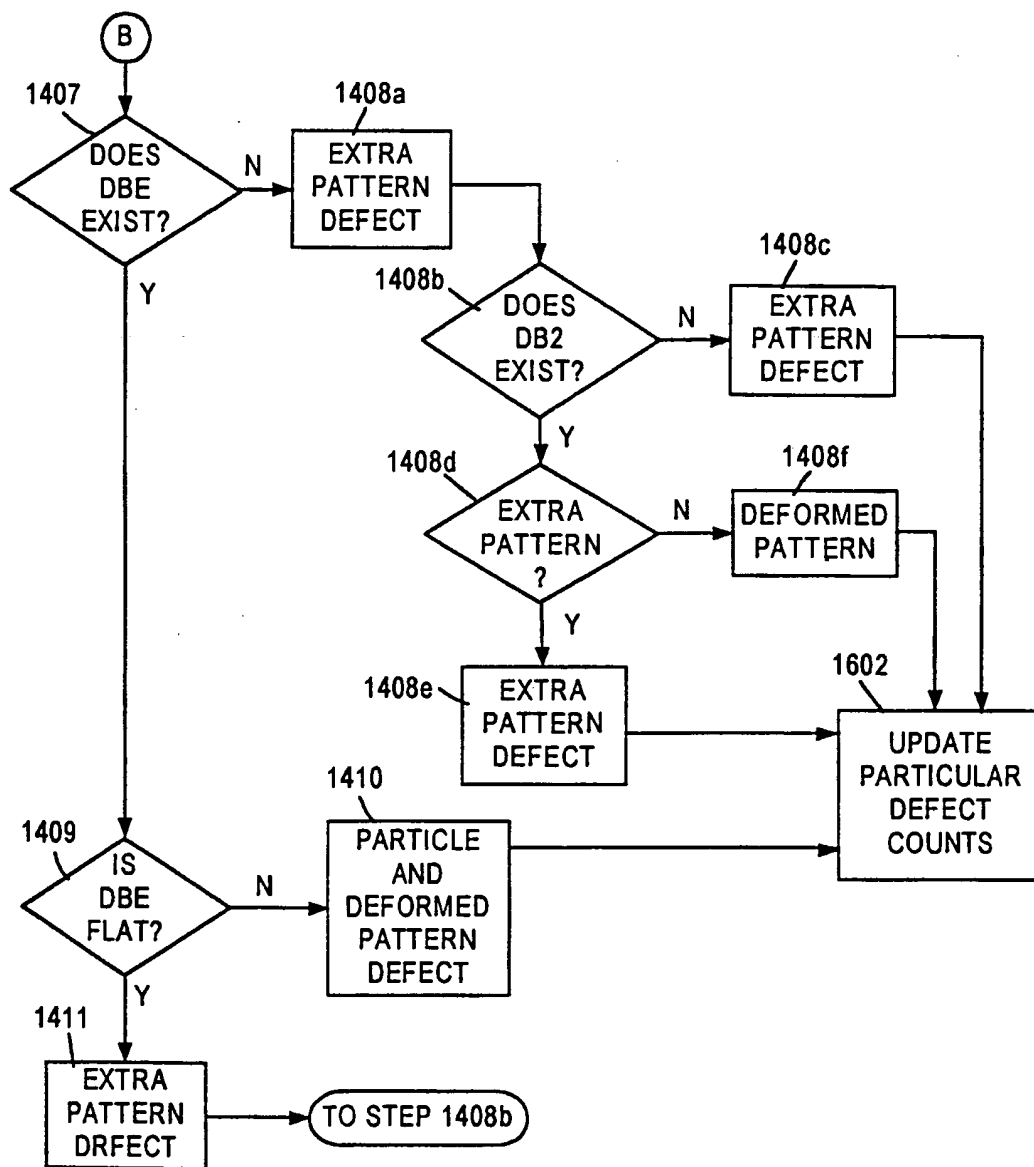 B
1407
DOES
DBE
EXIST?
N
Y
1408a
EXTRA
PATTERN
DEFECT
1408b
DOES
DB2
EXIST?
N
Y
1408c
EXTRA
PATTERN
DEFECT
1408d
EXTRA
PATTERN
?
N
Y
1408f
DEFORMED
PATTERN
1408e
EXTRA
PATTERN
DEFECT
1602
UPDATE
PARTICULAR
DEFECT
COUNTS
1409
IS
DBE
FLAT?
N
Y
1410
PARTICLE
AND
DEFORMED
PATTERN
DEFECT
1411
EXTRA
PATTERN
DRFECT
TO STEP 1408b